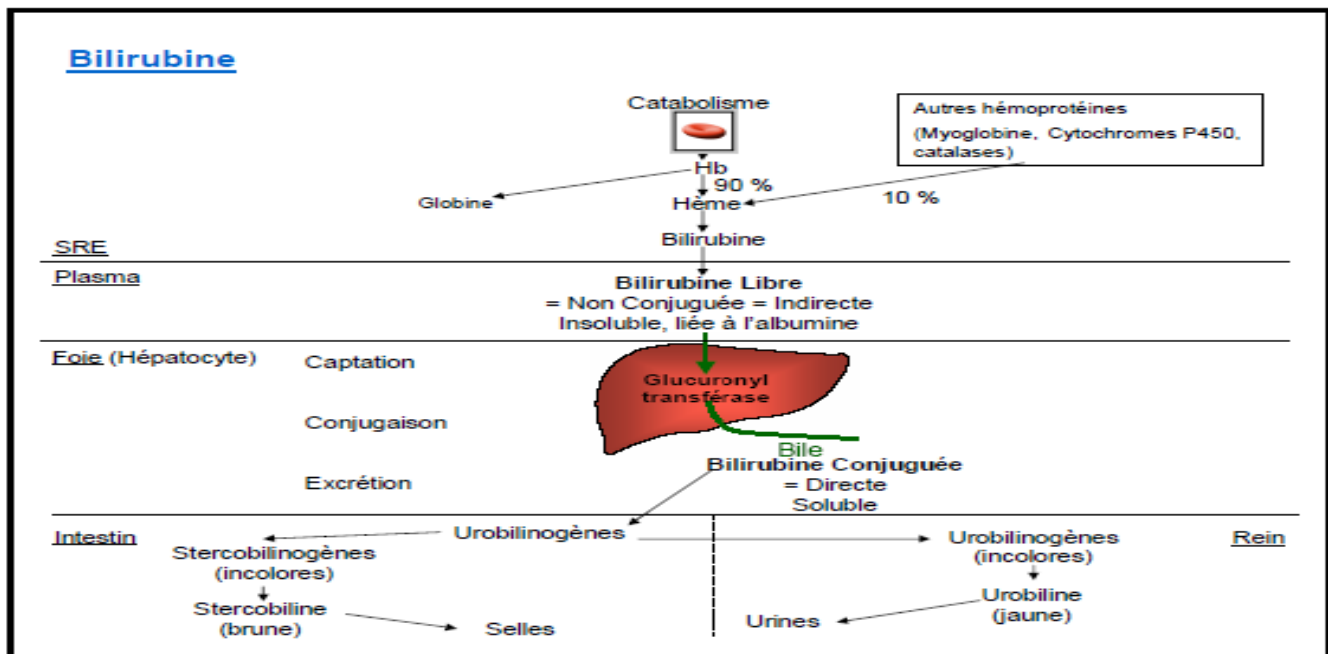 Bilirubine
Catabolisme
Autres hémoprotéines
(Myoglobine, Cytochromes P450,
catalases)
Hb
90 %
Globine
Hème
10 %
Bilirubine
SRE
Plasma
Bilirubine Libre
= Non Conjuguée = Indirecte
Insoluble, liée à l'albumine
Foie (Hépatocyte)
Captation
Glucuronyl
transférase
Conjugaison
Bile
Bilirubine Conjuguée
Excrétion
= Directe
Soluble
Intestin
Urobilinogènes
Urobilinogènes
(incolores)
Rein
Stercobilinogènes
(incolores)
Stercobiline
(brune)
Selles
Urines
Urobiline
(jaune)